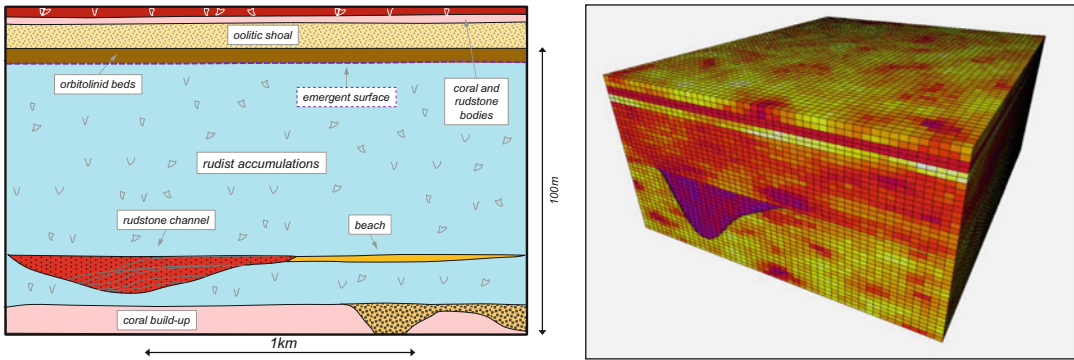 oolitic shoal
orbitolinid beds
emergent surface
coral and
rudstone
bodies
rudist accumulations
100m
rudstone channel
beach
coral build-up
1km